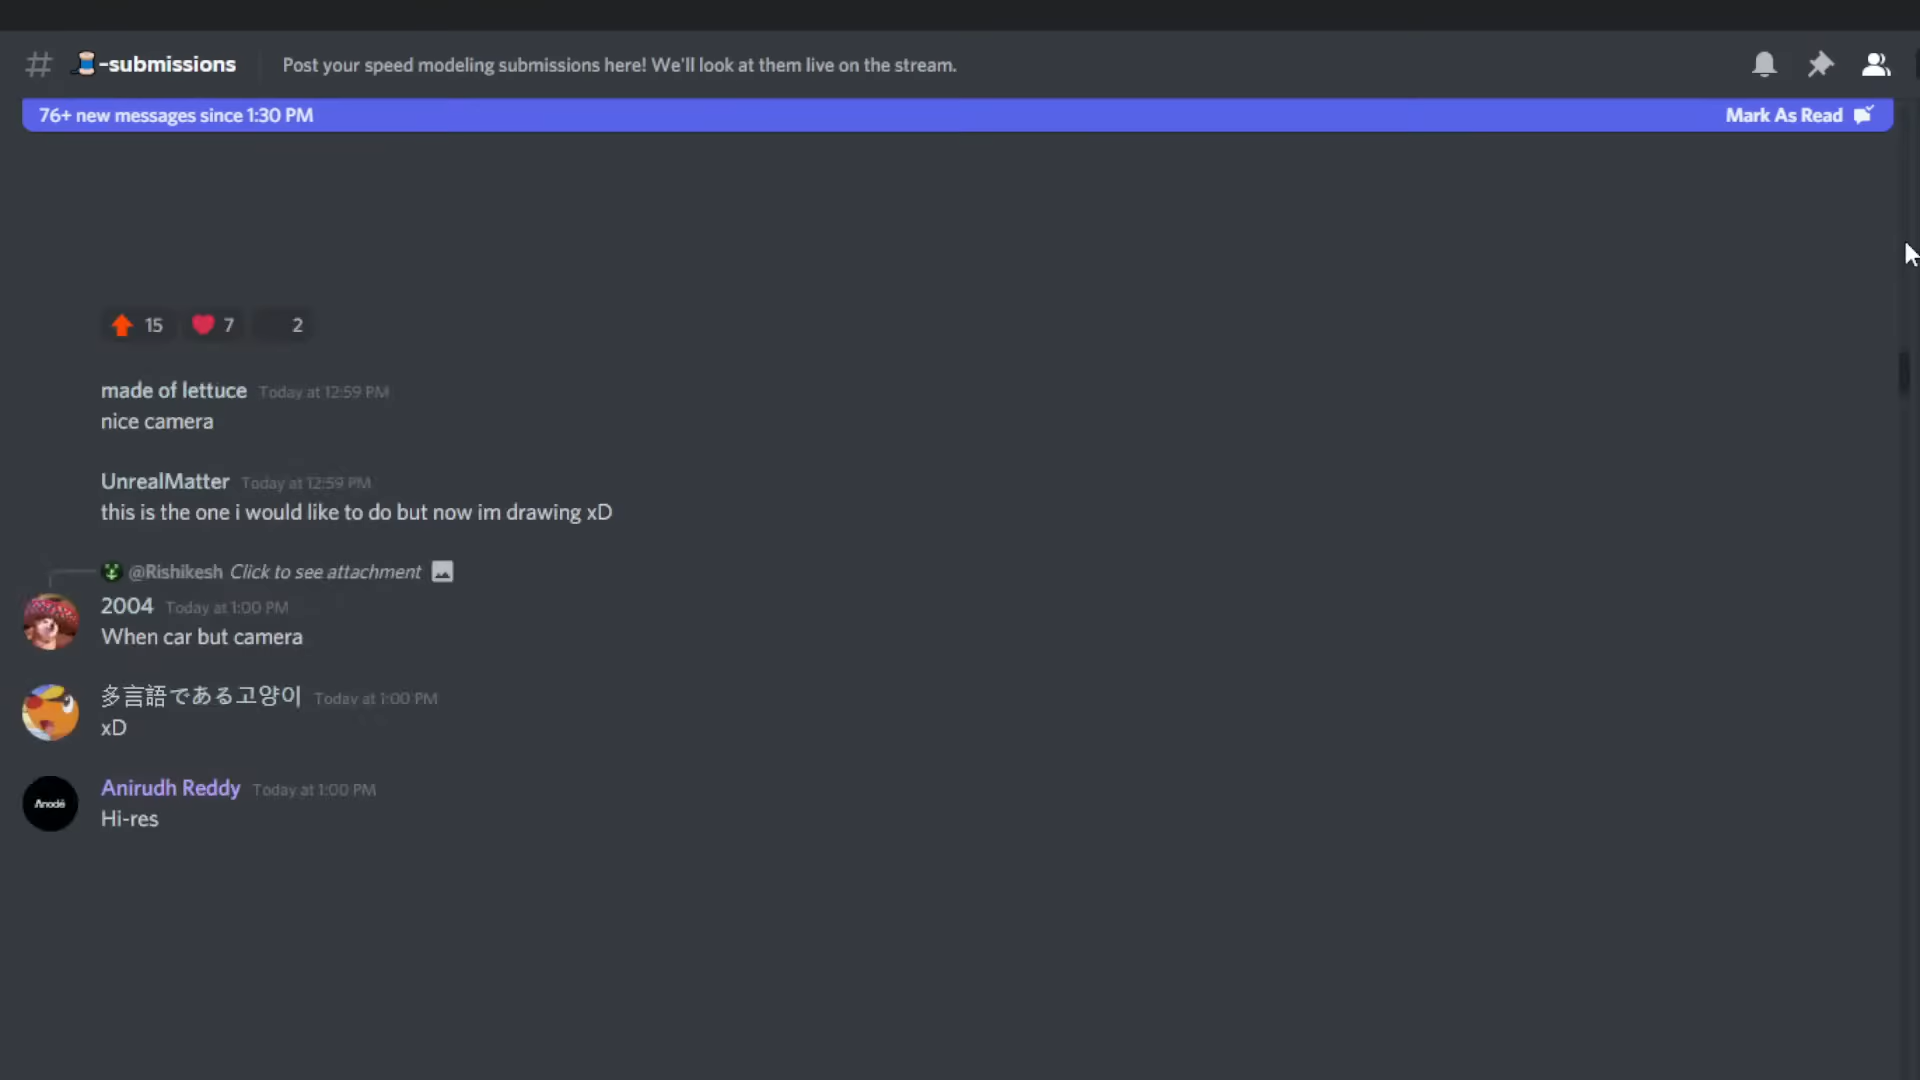 -submissions
Post your speed modeling submissions here! We'll look at them live on the stream.
76+ new messages since 1:30 PM
Mark As Read
15 7 2
made of lettuce Today at 12:59 PM
nice camera
UnrealMatter Today at 12:59 PM
this is the one i would like to do but now im drawing xD
@Rishikesh Click to see attachment
2004 Today at 1:00 PM
When car but camera
多言語である고양이 Today at 1:00 PM
xD
Anirudh Reddy Today at 1:00 PM
Anodé
Hi-res